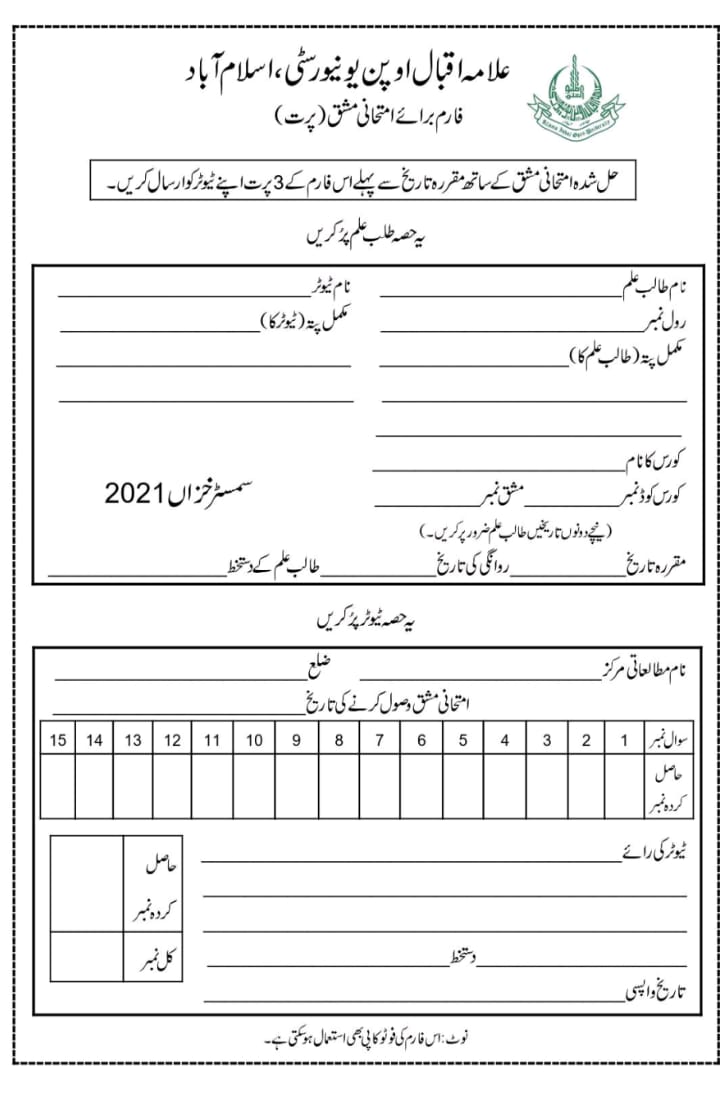 علامہ اقبال اوپن یونیورسٹی، اسلام آباد
فارم برائے امتحانی مشق (پرت)
Allama Iqbal Open University
حل شدہ امتحانی مشق کے ساتھ مقررہ تاریخ سے پہلے اس فارم کے 3 پرت اپنے ٹیوٹر کو ارسال کریں۔
یہ حصہ طلب علم پُر کریں
نام طالب علم ____________ نام ٹیوٹر ____________
رول نمبر ____________ مکمل پتہ (ٹیوٹر کا) ____________
مکمل پتہ (طالب علم کا) ____________
کورس کا نام ____________
کورس کوڈ نمبر ________ مشق نمبر ________ سمسٹر خزاں 2021
(نیچے دونوں تاریخیں طالب علم ضرور پر کریں۔)
مقررہ تاریخ ________ روانگی کی تاریخ ________ طالب علم کے دستخط ________
یہ حصہ ٹیوٹر پُر کریں
نام مطالعاتی مرکز ____________ ضلع ____________
امتحانی مشق وصول کرنے کی تاریخ ____________
سوال نمبر 1 2 3 4 5 6 7 8 9 10 11 12 13 14 15
حاصل
کردہ نمبر
ٹیوٹر کی رائے ____________
حاصل
کردہ نمبر
کل نمبر
____________ دستخط ____________
تاریخ واپسی ____________
نوٹ: اس فارم کی فوٹو کاپی بھی استعمال ہو سکتی ہے۔